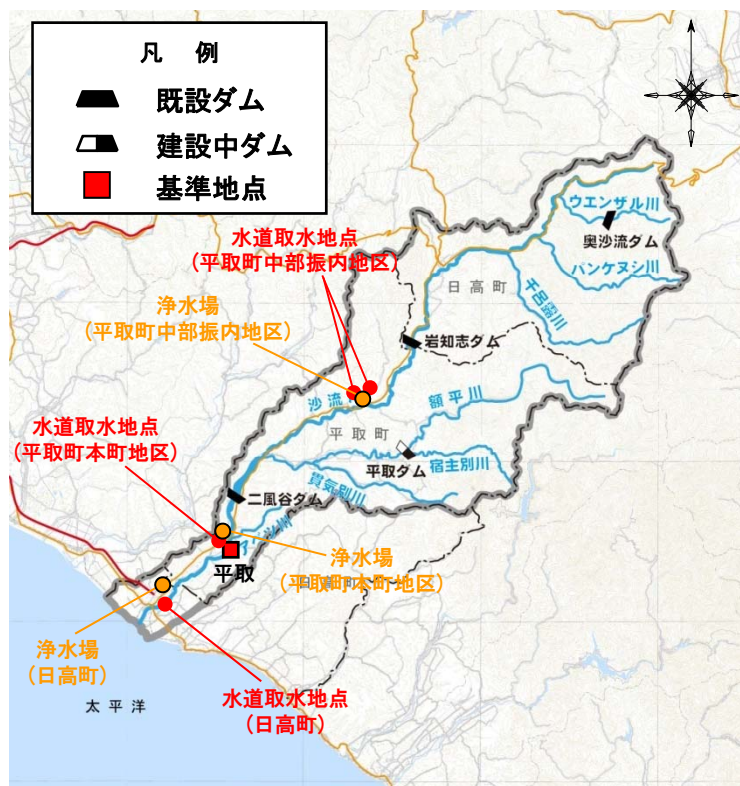 凡 例
既設ダム
建設中ダム
基準地点
ウエンザル川
奥沙流ダム
水道取水地点
(平取町中部振内地区)
パンケヌシ川
日高町
千呂露川
浄水場
(平取町中部振内地区)
岩知志ダム
沙流
額平川
水道取水地点
(平取町本町地区)
平取町
平取ダム
宿主別川
貫気別川
二風谷ダム
平取
浄水場
(平取町本町地区)
浄水場
(日高町)
水道取水地点
(日高町)
太平洋